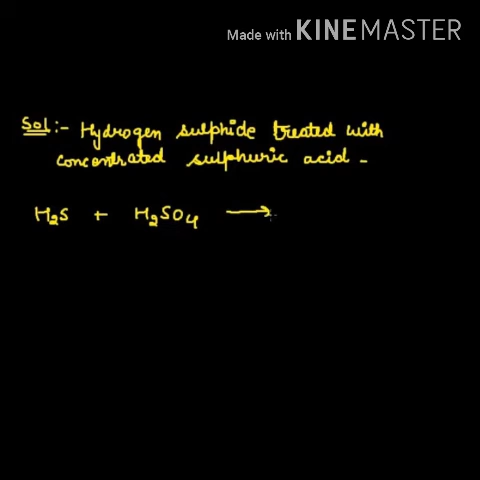 Made with KINEMASTER
Sol:- Hydrogen sulphide treated with
concentrated sulphuric acid -
H₂S + H₂SO₄ ⟶